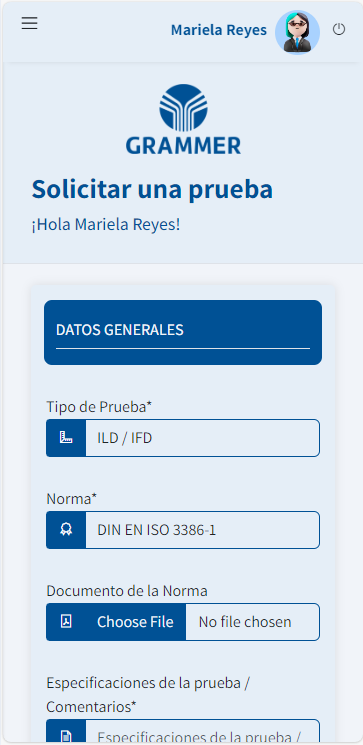 Mariela Reyes
GRAMMER
Solicitar una prueba
¡Hola Mariela Reyes!
DATOS GENERALES
Tipo de Prueba*
ILD / IFD
Norma*
DIN EN ISO 3386-1
Documento de la Norma
Choose File No file chosen
Especificaciones de la prueba /
Comentarios*
Especificaciones de la prueba /